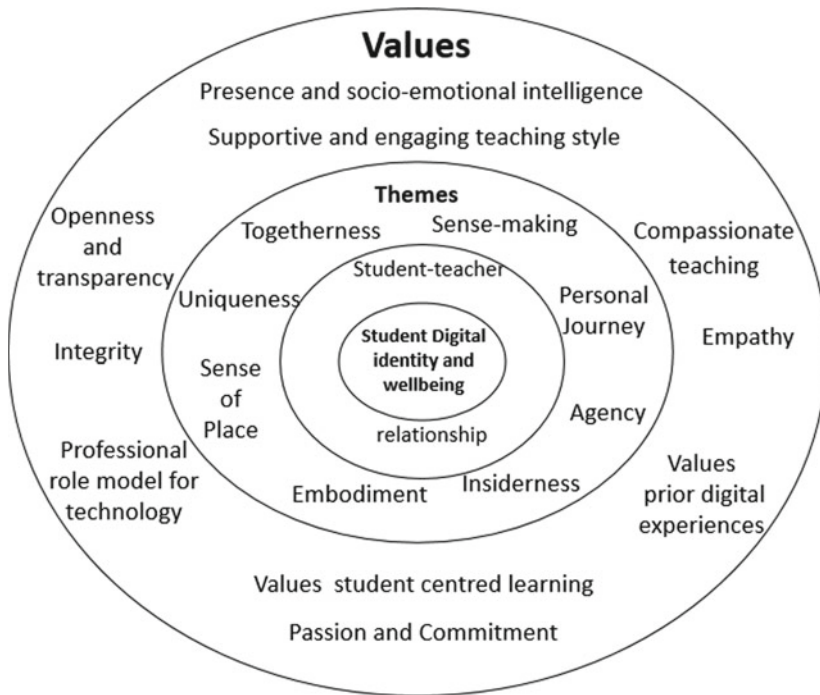 Values
Presence and socio-emotional intelligence
Supportive and engaging teaching style
Openness
and
transparency
Integrity
Professional
role model for
technology
Compassionate
teaching
Empathy
Values
prior digital
experiences
Values student centred learning
Passion and Commitment
Themes
Togetherness
Sense-making
Uniqueness
Personal
Journey
Sense
of
Place
Agency
Embodiment
Insiderness
Student-teacher
relationship
Student Digital
identity and
wellbeing